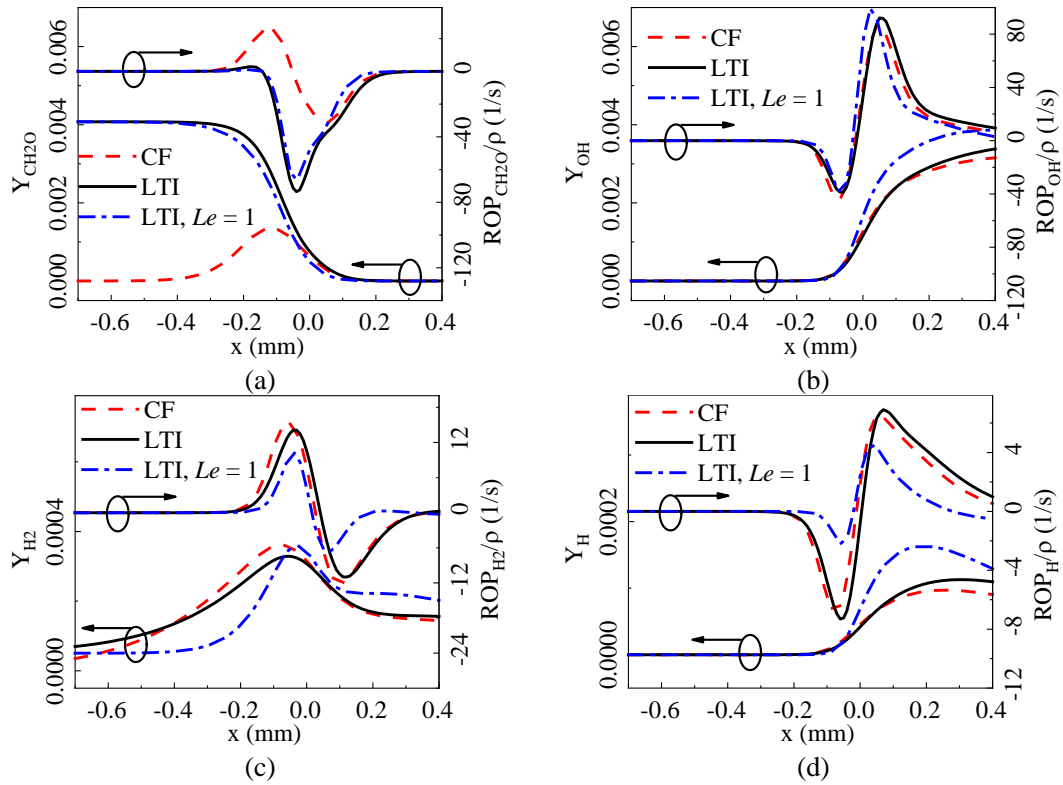 0.006
0.004
0.002
0.000
Y_CH2O
0
-40
-80
-120
ROP_CH2O/ρ (1/s)
CF
LTI
LTI, Le = 1
-0.6 -0.4 -0.2 0.0 0.2 0.4
x (mm)
(a)
0.006
0.004
0.002
0.000
Y_OH
80
40
0
-40
-80
-120
ROP_OH/ρ (1/s)
CF
LTI
LTI, Le = 1
-0.6 -0.4 -0.2 0.0 0.2 0.4
x (mm)
(b)
0.0004
0.0000
Y_H2
12
0
-12
-24
ROP_H2/ρ (1/s)
CF
LTI
LTI, Le = 1
-0.6 -0.4 -0.2 0.0 0.2 0.4
x (mm)
(c)
0.0002
0.0000
Y_H
4
0
-4
-8
-12
ROP_H/ρ (1/s)
CF
LTI
LTI, Le = 1
-0.6 -0.4 -0.2 0.0 0.2 0.4
x (mm)
(d)